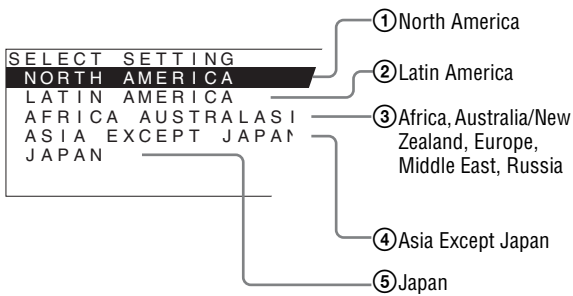 SELECT SETTING
NORTH AMERICA
LATIN AMERICA
AFRICA AUSTRALASI
ASIA EXCEPT JAPAN
JAPAN
①North America
②Latin America
③Africa, Australia/New
Zealand, Europe,
Middle East, Russia
④Asia Except Japan
⑤Japan